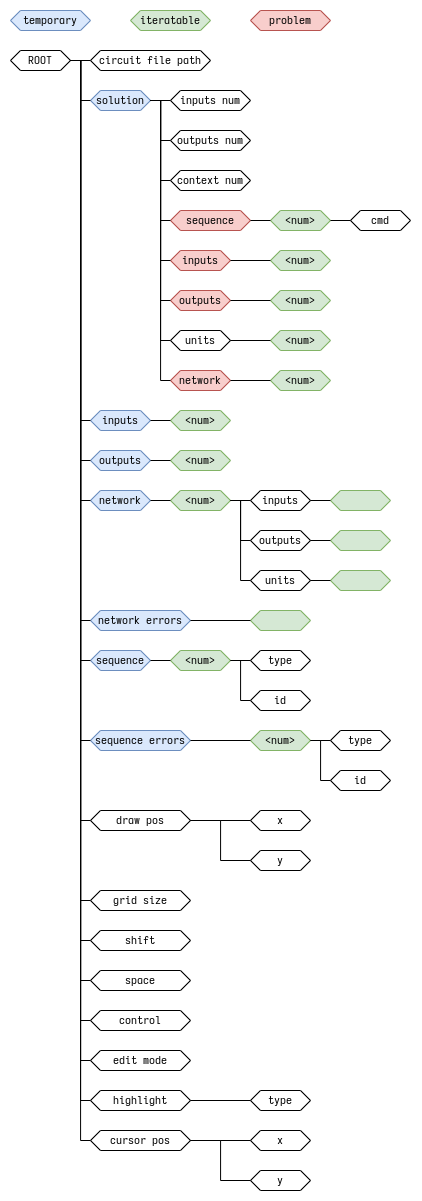 temporary iteratable problem
ROOT circuit file path
solution inputs num
outputs num
context num
sequence <num> cmd
inputs <num>
outputs <num>
units <num>
network <num>
inputs <num>
outputs <num>
network <num> inputs
outputs
units
network errors
sequence <num> type
id
sequence errors <num> type
id
draw pos x
y
grid size
shift
space
control
edit mode
highlight type
cursor pos x
y